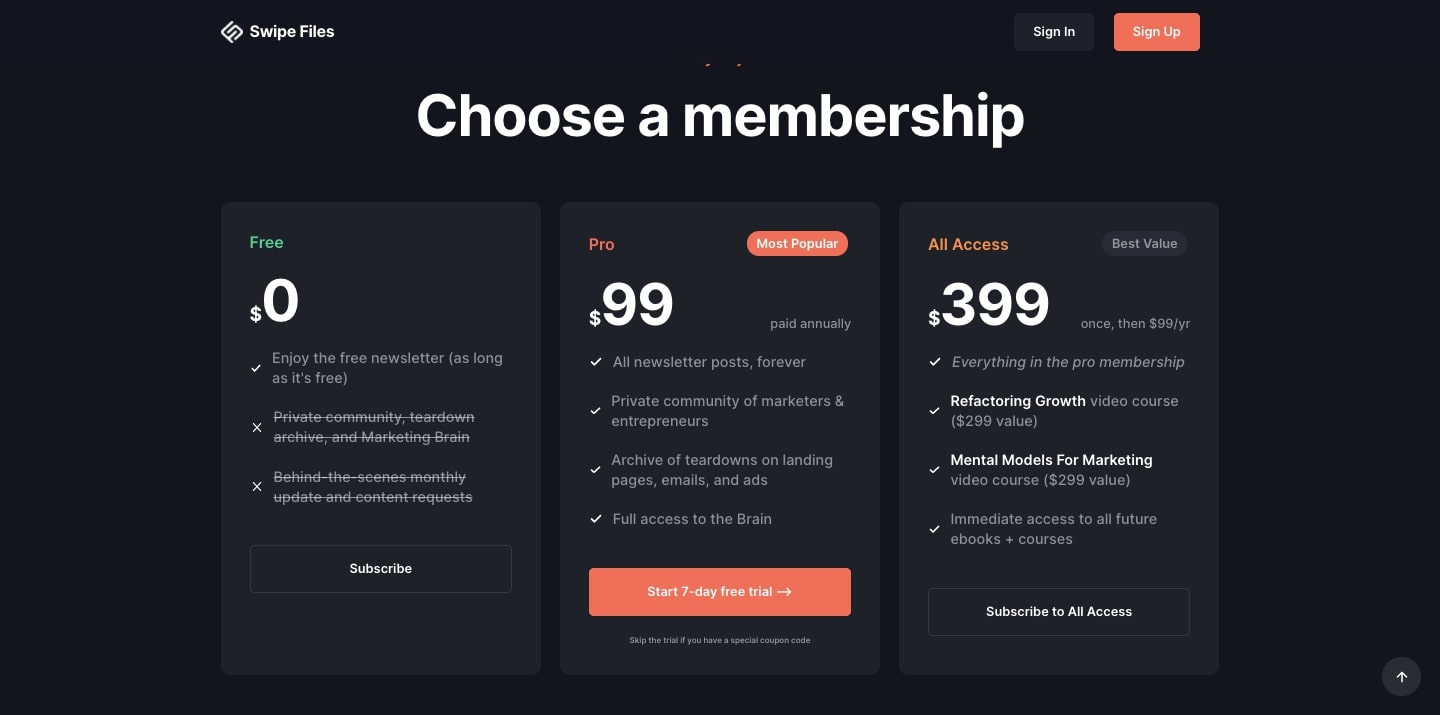 Swipe Files
Sign In
Sign Up
Choose a membership
Free
$0
Enjoy the free newsletter (as long
as it's free)
Private community, teardown
archive, and Marketing Brain
Behind-the-scenes monthly
update and content requests
Subscribe
Pro
Most Popular
$99
paid annually
All newsletter posts, forever
Private community of marketers &
entrepreneurs
Archive of teardowns on landing
pages, emails, and ads
Full access to the Brain
Start 7-day free trial →
Skip the trial if you have a special coupon code
All Access
Best Value
$399
once, then $99/yr
Everything in the pro membership
Refactoring Growth video course
($299 value)
Mental Models For Marketing
video course ($299 value)
Immediate access to all future
ebooks + courses
Subscribe to All Access